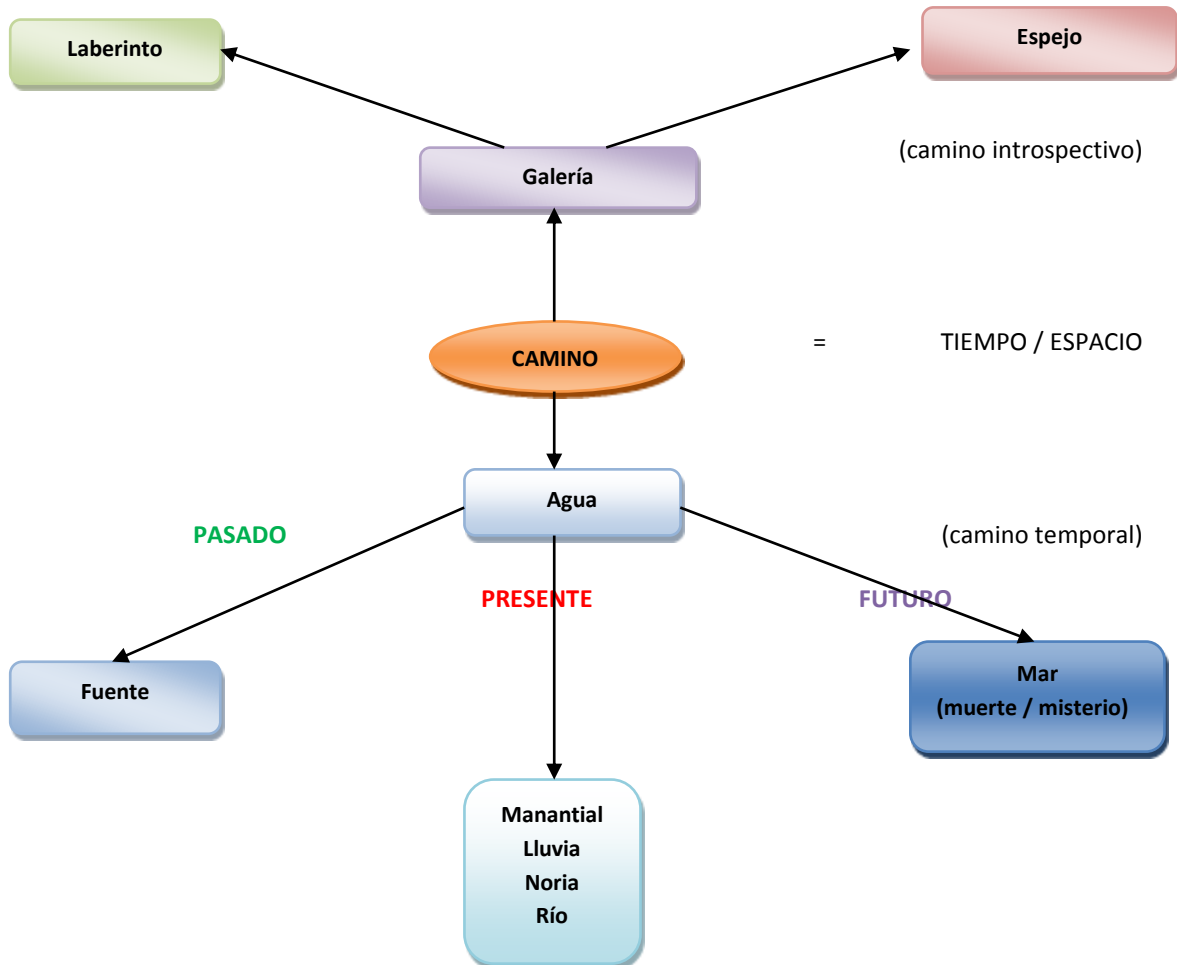 Laberinto
Espejo
(camino introspectivo)
Galería
CAMINO
=
TIEMPO / ESPACIO
Agua
PASADO
(camino temporal)
PRESENTE
FUTURO
Fuente
Mar
(muerte / misterio)
Manantial
Lluvia
Noria
Río